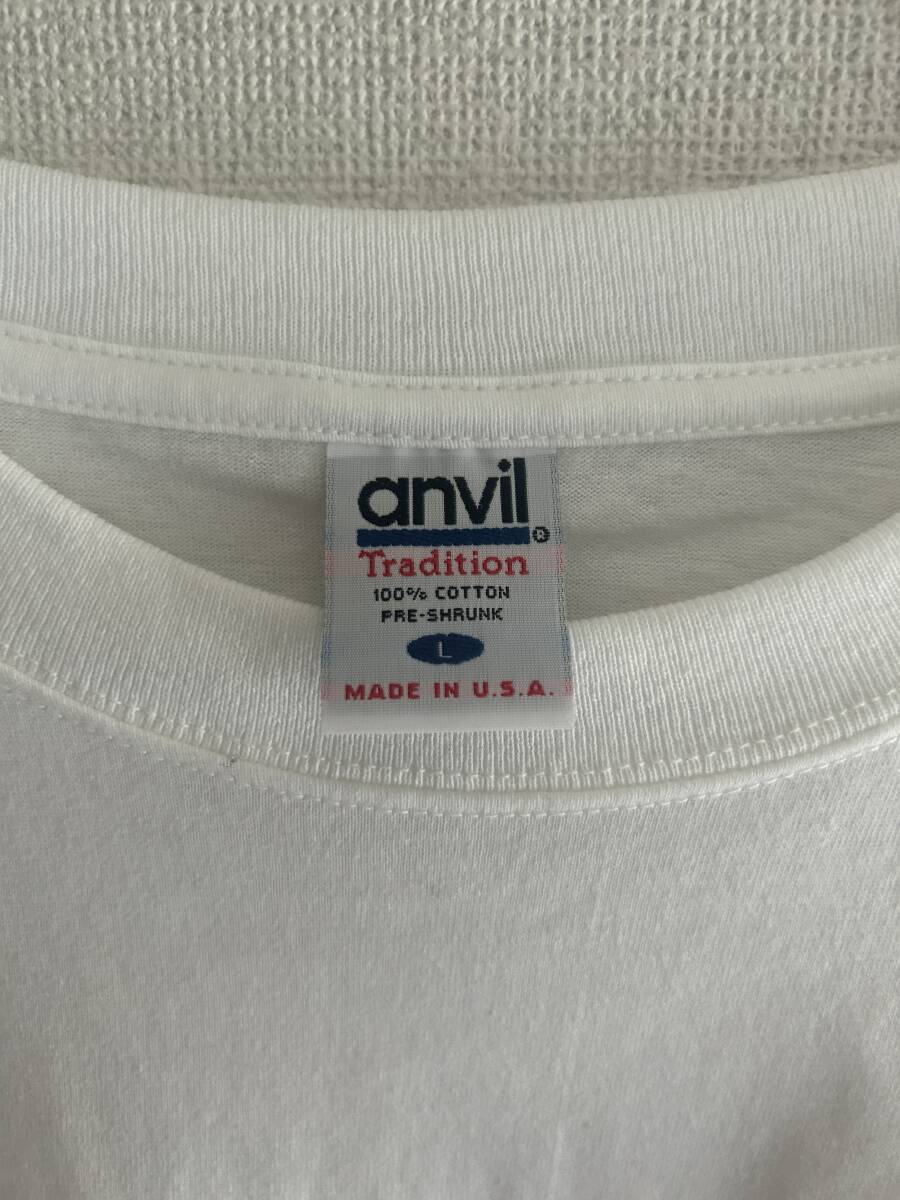 anvil®
Tradition
100% COTTON
PRE-SHRUNK
L
MADE IN U.S.A.